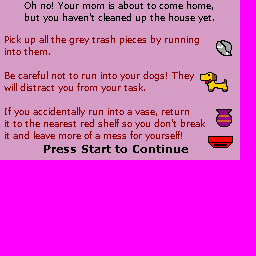 Oh no! Your mom is about to come home,
but you haven't cleaned up the house yet.
Pick up all the grey trash pieces by running
into them.
Be careful not to run into your dogs! They
will distract you from your task.
If you accidentally run into a vase, return
it to the nearest red shelf so you don't break
it and leave more of a mess for yourself!
Press Start to Continue